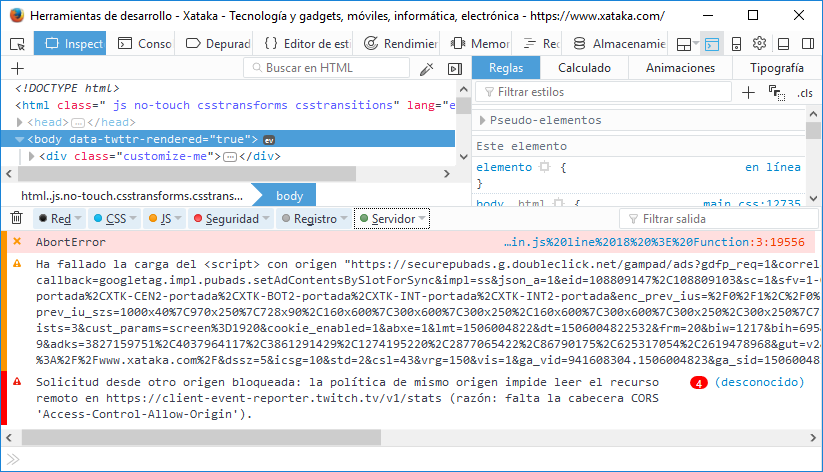 Herramientas de desarrollo - Xataka - Tecnología y gadgets, móviles, informática, electrónica - https://www.xataka.com/
Inspect Conso Depurad Editor de esti Rendimier Memor Rec Almacenamie
Buscar en HTML
Reglas Calculado Animaciones Tipografía
Filtrar estilos .cls
<!DOCTYPE html>
<html class=" js no-touch csstransforms csstransitions" lang="e
<head> </head>
<body data-twttr-rendered="true"> ev
<div class="customize-me"> </div>
Pseudo-elementos
Este elemento
elemento { en línea
}
body, html { main.css:12735
html.js.no-touch.csstransforms.csstrans... body
Red CSS JS Seguridad Registro Servidor Filtrar salida
AbortError …in.js%20line%2018%20%3E%20Function:3:19556
Ha fallado la carga del <script> con origen "https://securepubads.g.doubleclick.net/gampad/ads?gdfp_req=1&correl
callback=googletag.impl.pubads.setAdContentsBySlotForSync&impl=ss&json_a=1&eid=108809147%2C108809103&sc=1&sfv=1-
portada%2CXTK-CEN2-portada%2CXTK-BOT2-portada%2CXTK-INT-portada%2CXTK-INT2-portada&enc_prev_ius=%2F0%2F1%2C%2F0%
prev_iu_szs=1000x40%7C970x250%7C728x90%2C160x600%7C300x600%7C300x250%2C160x600%7C300x600%7C300x250%2C300x250%7C
ists=3&cust_params=screen%3D1920&cookie_enabled=1&abxe=1&lmt=1506004822&dt=1506004822532&frm=20&biw=1217&bih=695
9&adks=3827159751%2C4037964117%2C3861291429%2C1274195220%2C2877065422%2C86790175%2C625317054%2C2619478968&gut=v2
%3A%2F%2Fwww.xataka.com%2F&dssz=5&icsg=10&std=2&csl=43&vrg=150&vis=1&ga_vid=941608304.1506004823&ga_sid=15060048
Solicitud desde otro origen bloqueada: la política de mismo origen impide leer el recurso 4 (desconocido)
remoto en https://client-event-reporter.twitch.tv/v1/stats (razón: falta la cabecera CORS
'Access-Control-Allow-Origin').